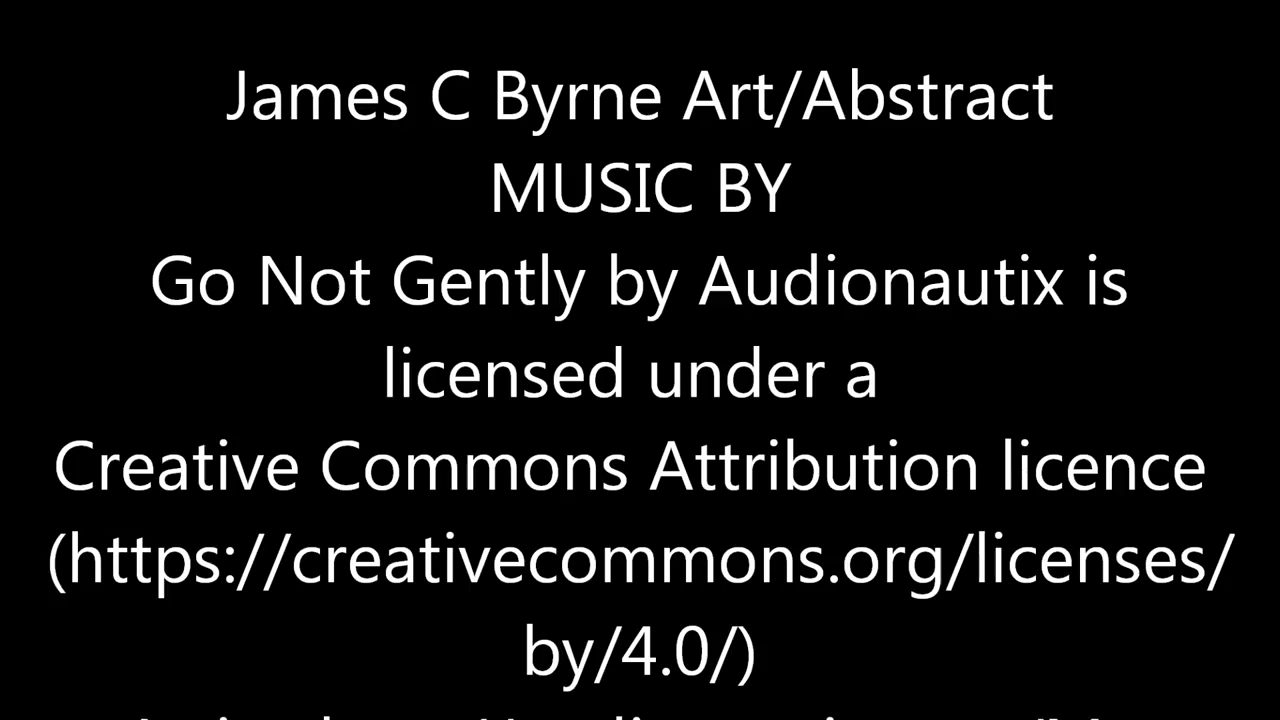 James C Byrne Art/Abstract
MUSIC BY
Go Not Gently by Audionautix is
licensed under a
Creative Commons Attribution licence
(https://creativecommons.org/licenses/
by/4.0/)